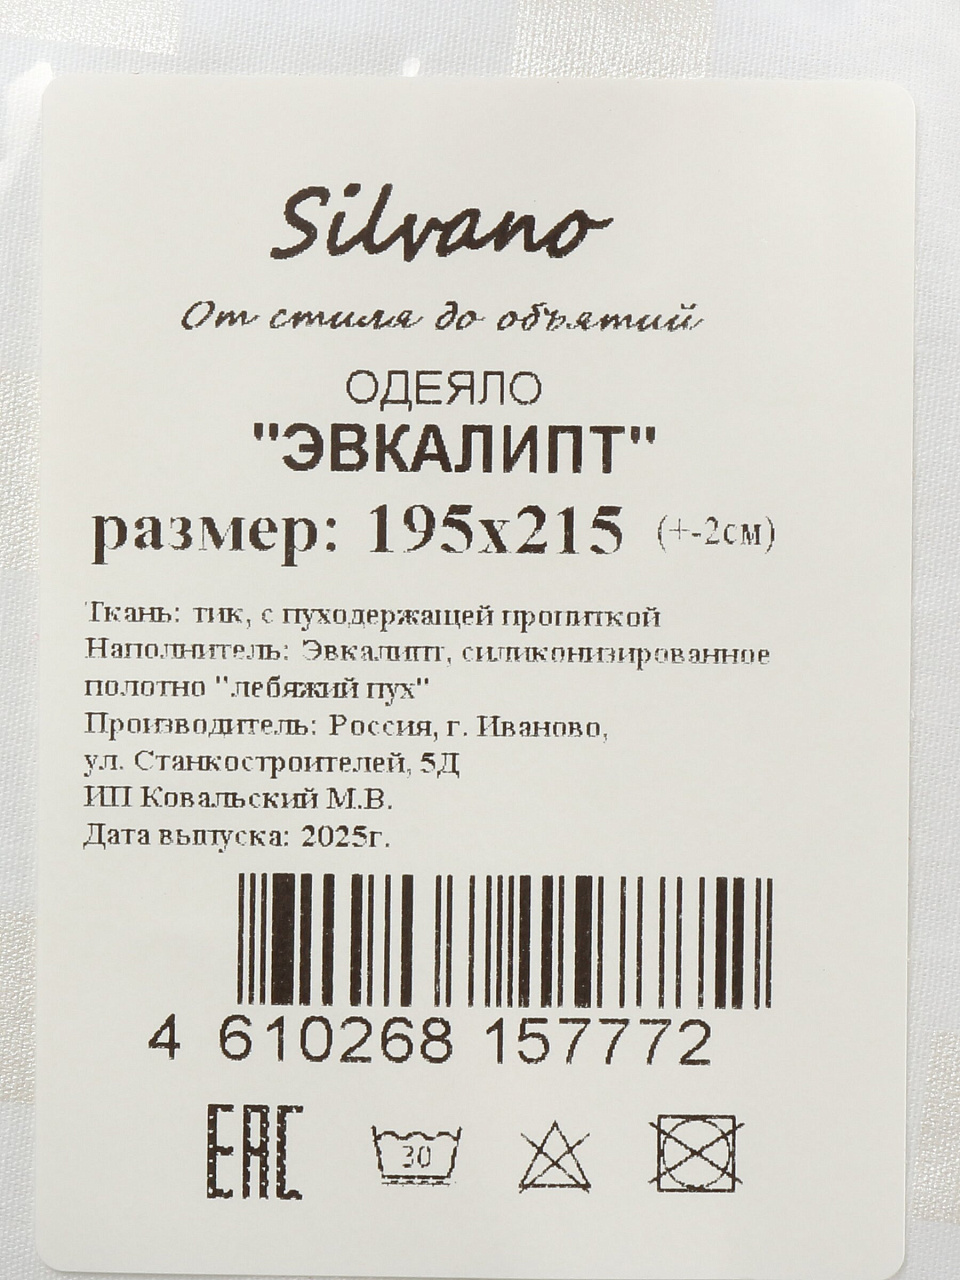 Silvano
От стиля до объятий
ОДЕЯЛО
"ЭВКАЛИПТ"
размер: 195х215 (+-2см)
Ткань: тик, с пуходержащей пропиткой
Наполнитель: Эвкалипт, силиконизированное
полотно "лебяжий пух"
Производитель: Россия, г. Иваново,
ул. Станкостроителей, 5Д
ИП Ковальский М.В.
Дата выпуска: 2025г.
4 610268 157772
EAC 30